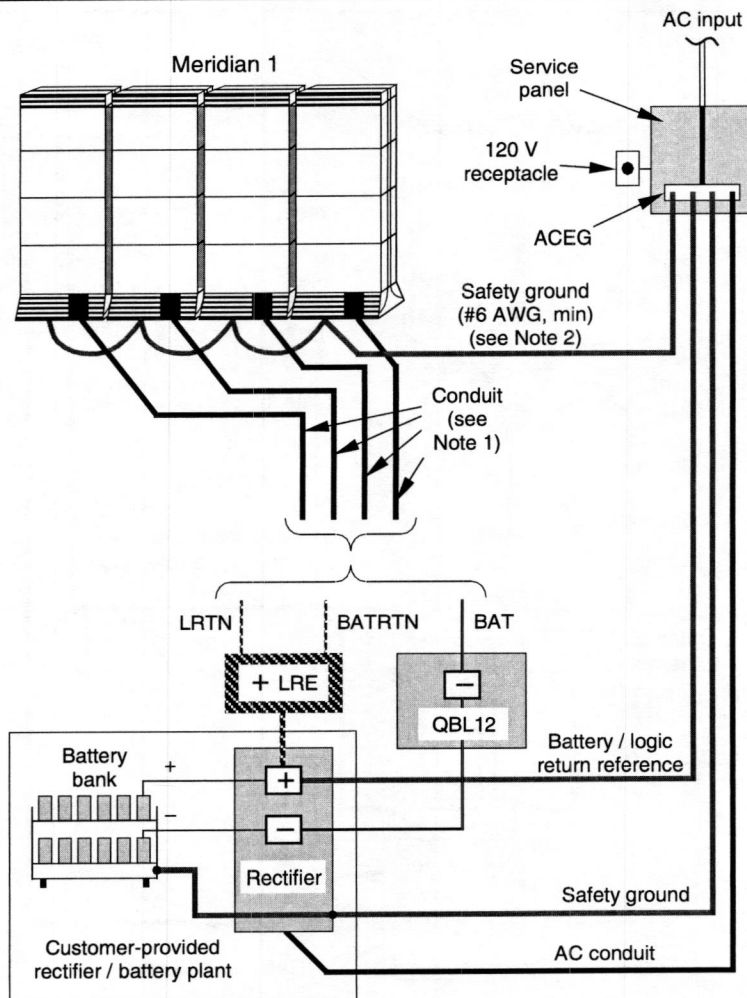 AC input
Meridian 1
Service
panel
120 V
receptacle
ACEG
Safety ground
(#6 AWG, min)
(see Note 2)
Conduit
(see
Note 1)
LRTN
BATRTN
BAT
+ LRE
−
QBL12
Battery
bank
+
−
+
−
Rectifier
Battery / logic
return reference
Safety ground
AC conduit
Customer-provided
rectifier / battery plant